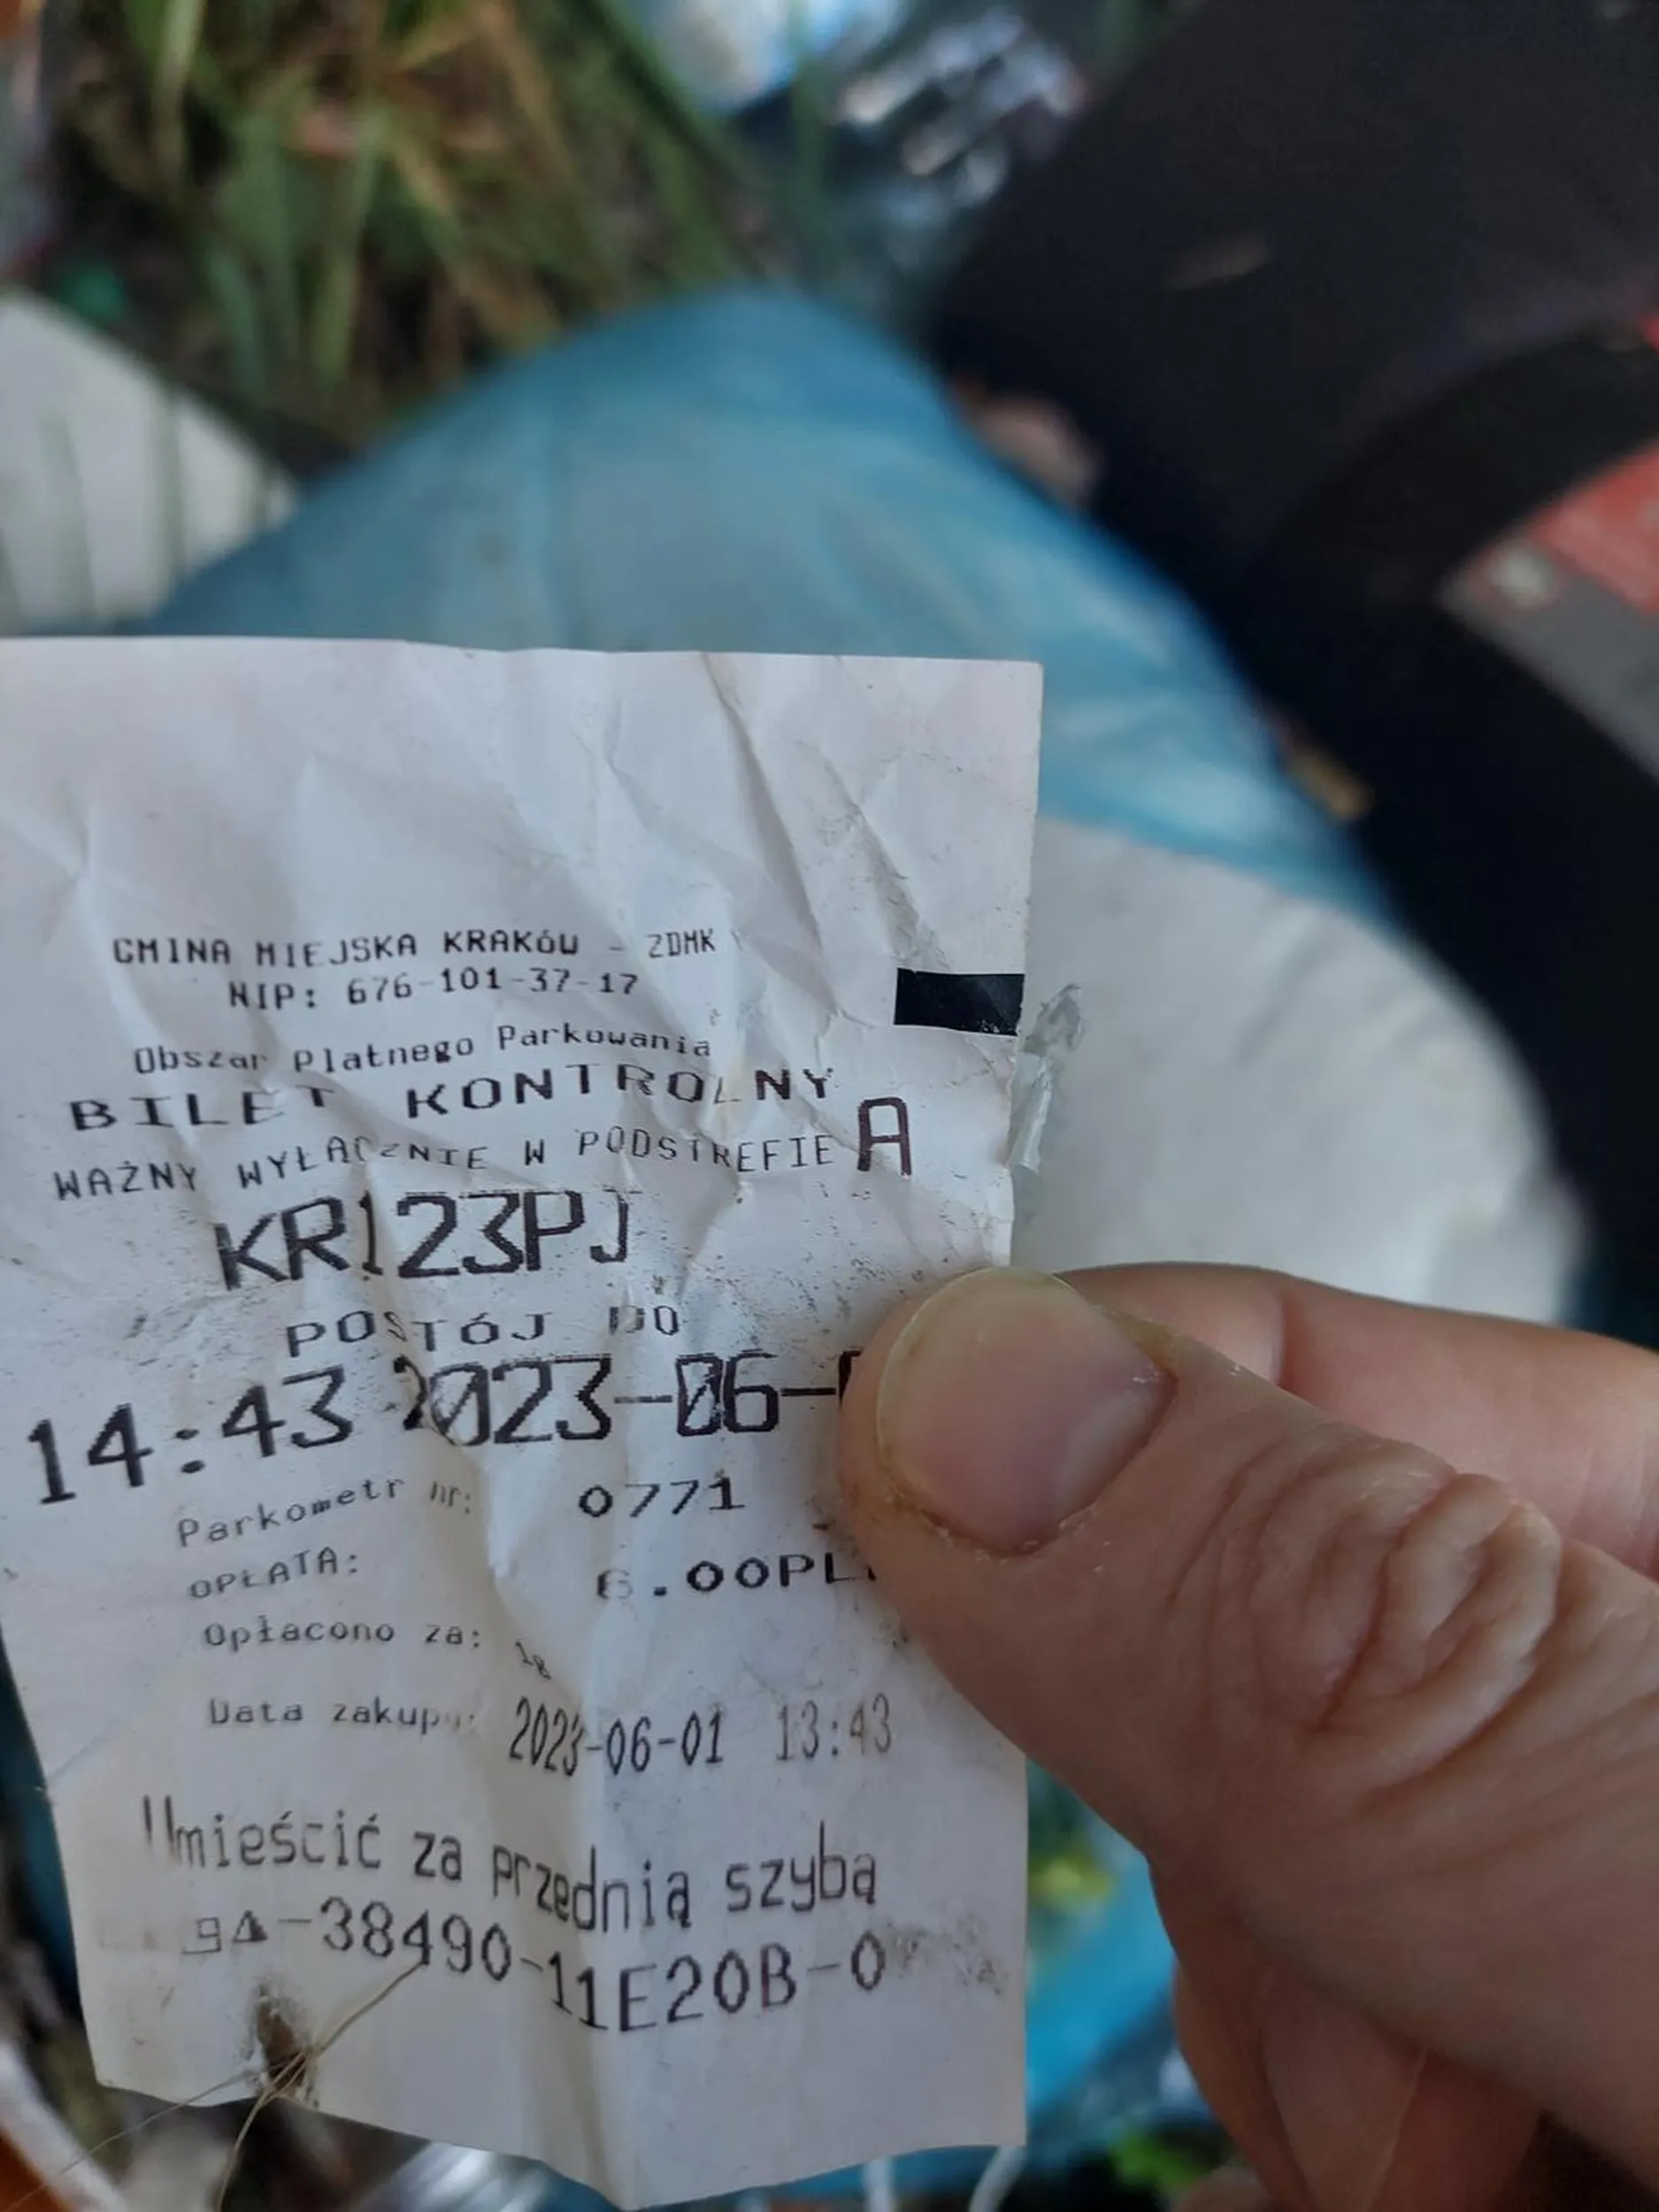 GMINA MIEJSKA KRAKÓW - ZDMK
NIP: 676-101-37-17
Obszar Płatnego Parkowania
BILET KONTROLNY
WAŻNY WYŁĄCZNIE W PODSTREFIE A
KR123PJ
POSTÓJ DO
14:43 2023-06-
Parkometr nr: 0771
OPŁATA: 6.00PL
Opłacono za:
Data zakupu: 2023-06-01 13:43
Umieścić za przednią szybą
-38490-11E20B-0